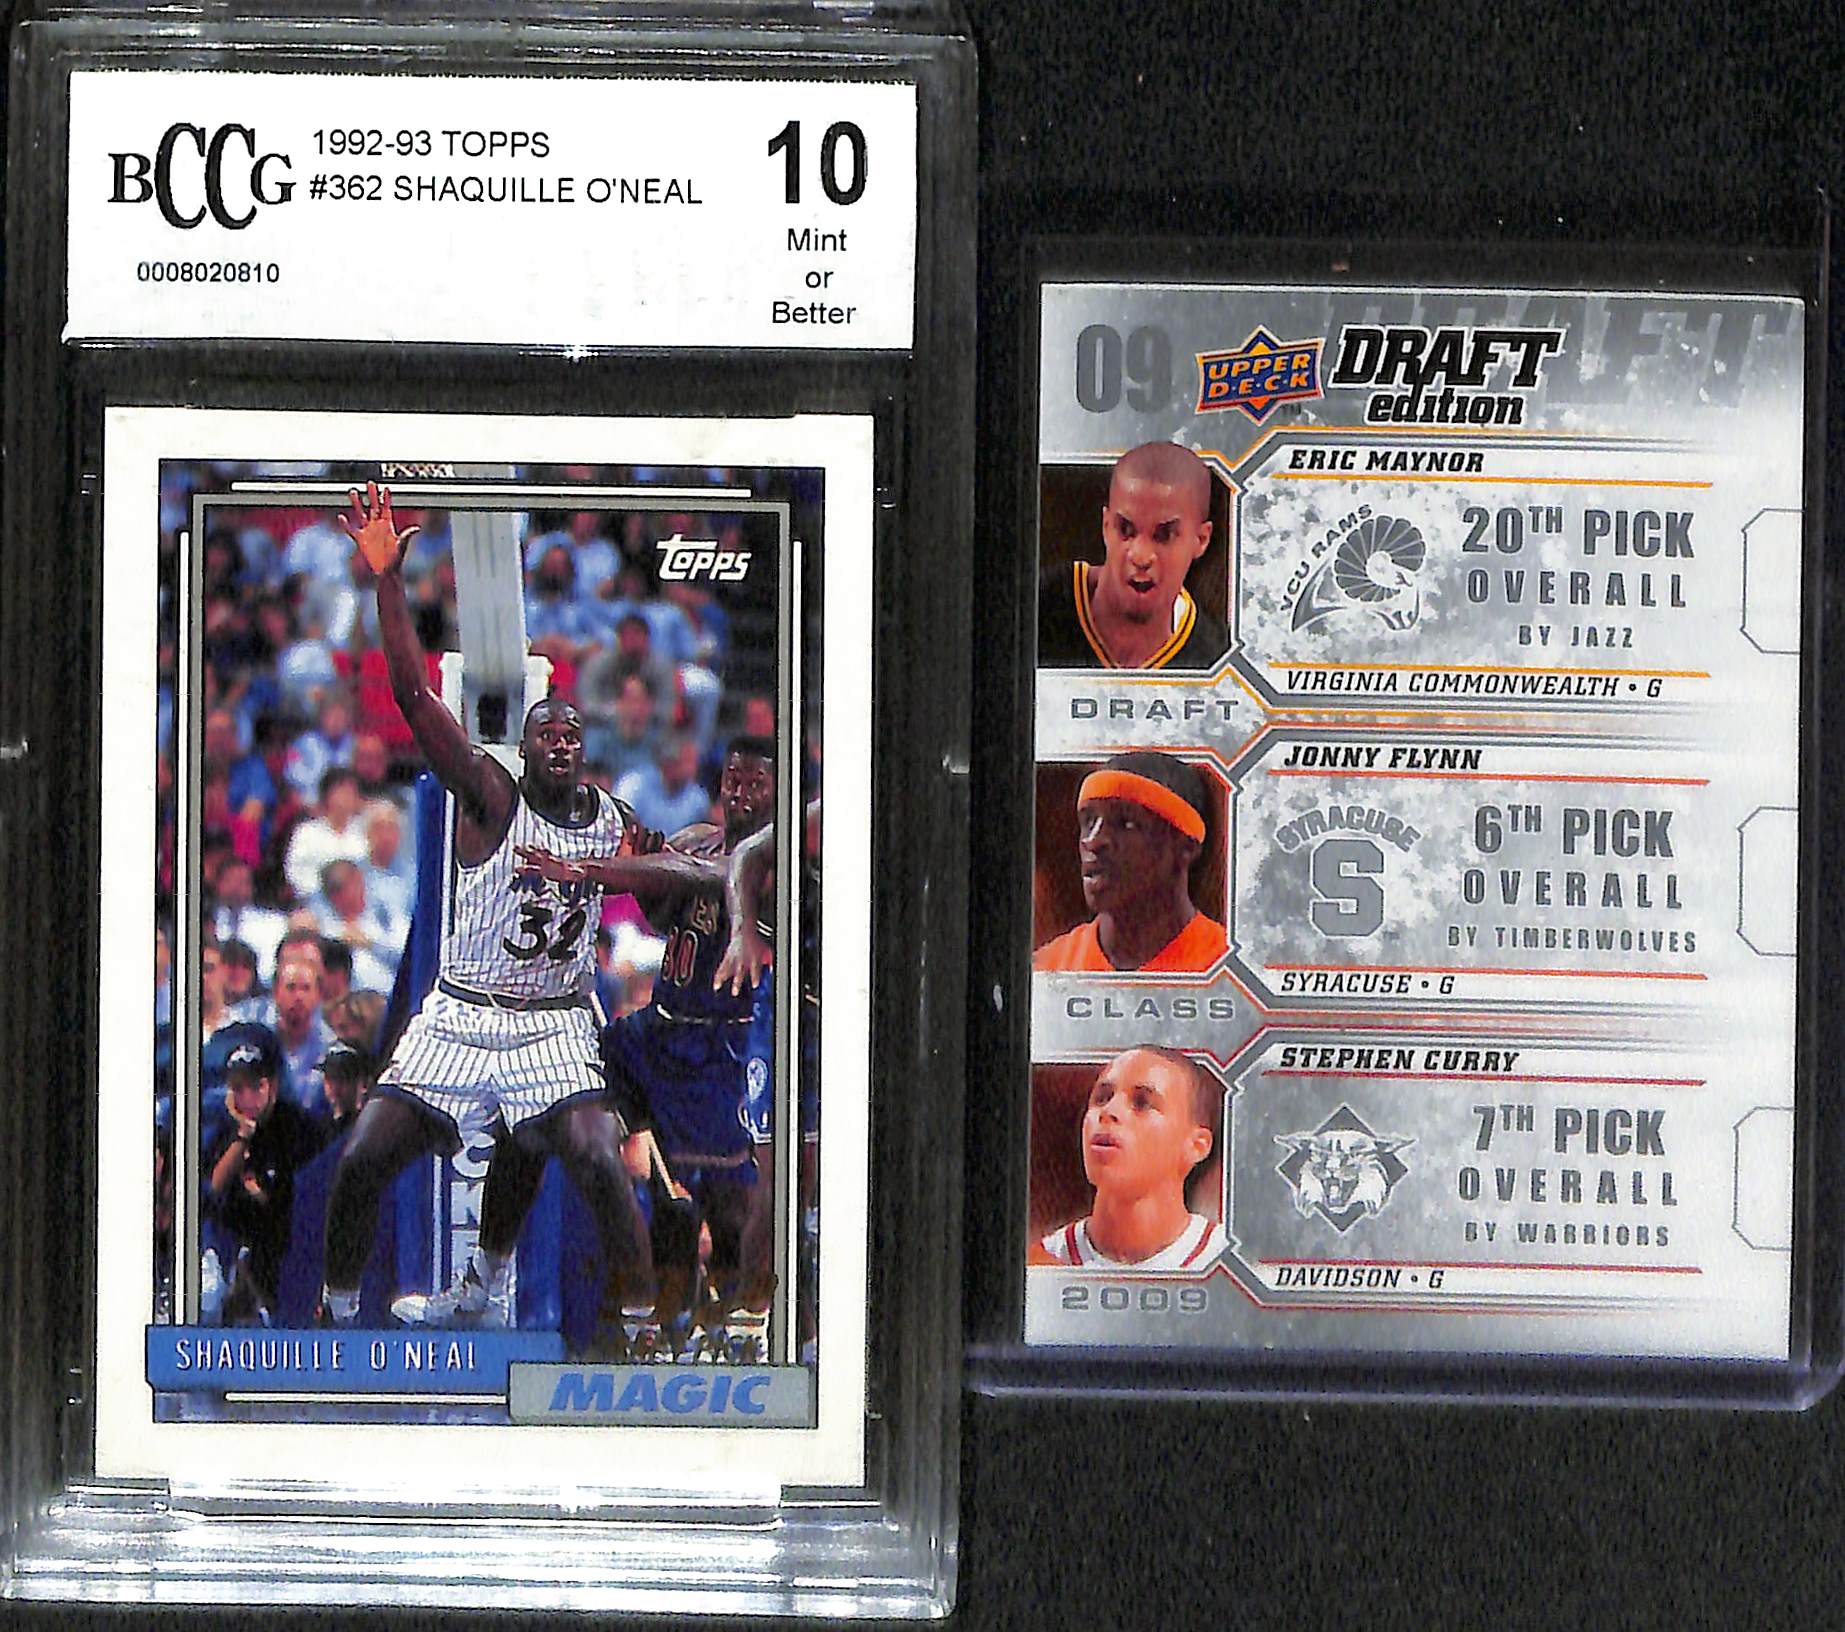 BCCG
1992-93 TOPPS
#362 SHAQUILLE O'NEAL
0008020810
10
Mint
or
Better
Topps
32
SHAQUILLE O'NEAL
MAGIC
09
UPPER
D·E·C·K
DRAFT
edition
ERIC MAYNOR
VCU RAMS
20TH PICK
OVERALL
BY JAZZ
VIRGINIA COMMONWEALTH • G
DRAFT
JONNY FLYNN
SYRACUSE
S
6TH PICK
OVERALL
BY TIMBERWOLVES
SYRACUSE • G
CLASS
STEPHEN CURRY
7TH PICK
OVERALL
BY WARRIORS
DAVIDSON • G
2009